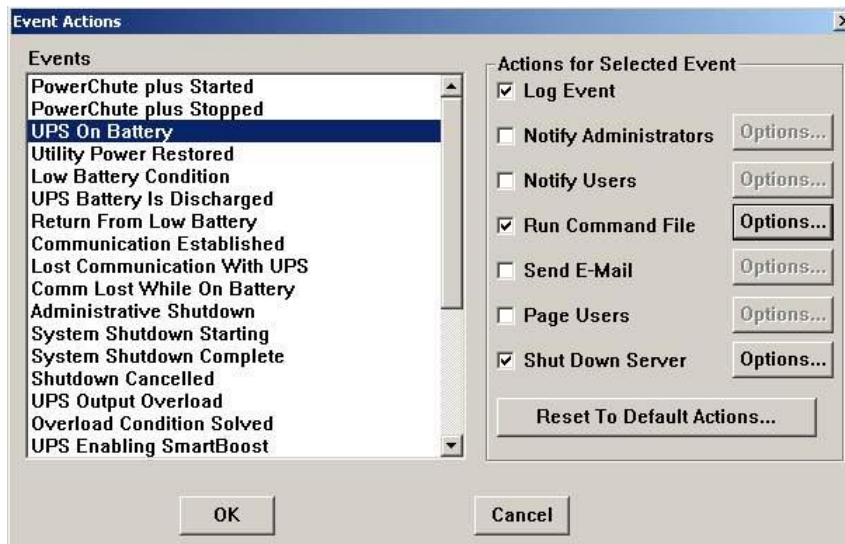 Event Actions
Events
PowerChute plus Started
PowerChute plus Stopped
UPS On Battery
Utility Power Restored
Low Battery Condition
UPS Battery Is Discharged
Return From Low Battery
Communication Established
Lost Communication With UPS
Comm Lost While On Battery
Administrative Shutdown
System Shutdown Starting
System Shutdown Complete
Shutdown Cancelled
UPS Output Overload
Overload Condition Solved
UPS Enabling SmartBoost
Actions for Selected Event
Log Event
Notify Administrators Options...
Notify Users Options...
Run Command File Options...
Send E-Mail Options...
Page Users Options...
Shut Down Server Options...
Reset To Default Actions...
OK Cancel